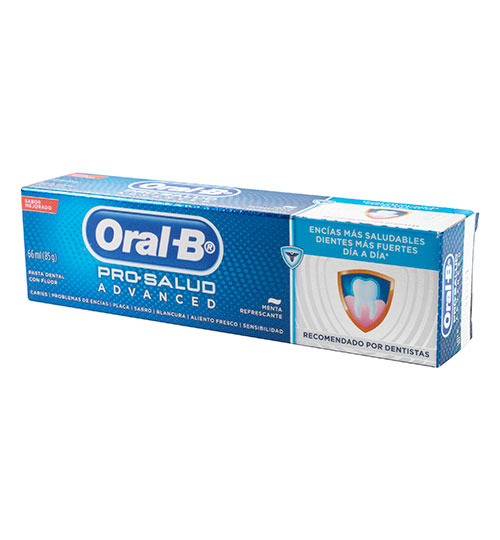 SABOR
MEJORADO
Oral-B®
66 ml (85 g)
PASTA DENTAL
CON FLÚOR
PRO-SALUD
ADVANCED
MENTA
REFRESCANTE
CARIES | PROBLEMAS DE ENCÍAS | PLACA | SARRO | BLANCURA | ALIENTO FRESCO | SENSIBILIDAD
ENCÍAS MÁS SALUDABLES
DIENTES MÁS FUERTES
DÍA A DÍA*
RECOMENDADO POR DENTISTAS